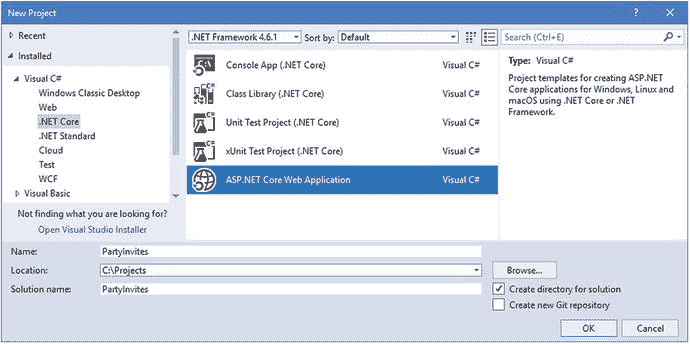 New Project
?
Recent
Installed
.NET Framework 4.6.1
Sort by: Default
Search (Ctrl+E)
Visual C#
Windows Classic Desktop
Web
.NET Core
.NET Standard
Cloud
Test
WCF
Visual Basic
Not finding what you are looking for?
Open Visual Studio Installer
Console App (.NET Core) Visual C#
Class Library (.NET Core) Visual C#
Unit Test Project (.NET Core) Visual C#
xUnit Test Project (.NET Core) Visual C#
ASP.NET Core Web Application Visual C#
Type: Visual C#
Project templates for creating ASP.NET
Core applications for Windows, Linux and
macOS using .NET Core or .NET
Framework.
Name: PartyInvites
Location: C:\Projects
Browse...
Solution name: PartyInvites
Create directory for solution
Create new Git repository
OK Cancel